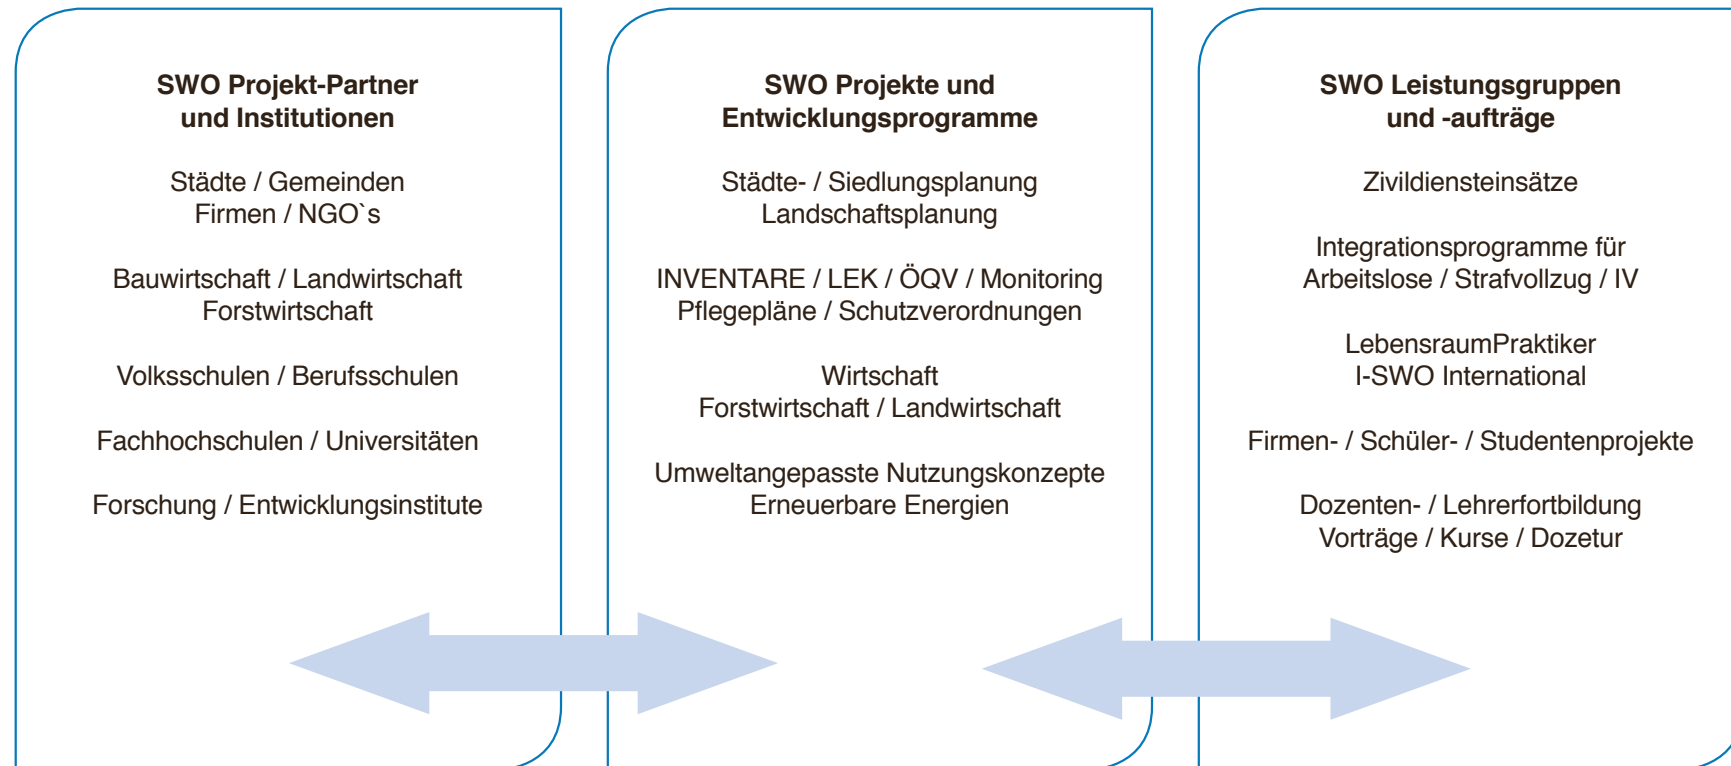 SWO Projekt-Partner
und Institutionen
Städte / Gemeinden
Firmen / NGO`s
Bauwirtschaft / Landwirtschaft
Forstwirtschaft
Volksschulen / Berufsschulen
Fachhochschulen / Universitäten
Forschung / Entwicklungsinstitute
SWO Projekte und
Entwicklungsprogramme
Städte- / Siedlungsplanung
Landschaftsplanung
INVENTARE / LEK / ÖQV / Monitoring
Pflegepläne / Schutzverordnungen
Wirtschaft
Forstwirtschaft / Landwirtschaft
Umweltangepasste Nutzungskonzepte
Erneuerbare Energien
SWO Leistungsgruppen
und -aufträge
Zivildiensteinsätze
Integrationsprogramme für
Arbeitslose / Strafvollzug / IV
LebensraumPraktiker
I-SWO International
Firmen- / Schüler- / Studentenprojekte
Dozenten- / Lehrerfortbildung
Vorträge / Kurse / Dozetur